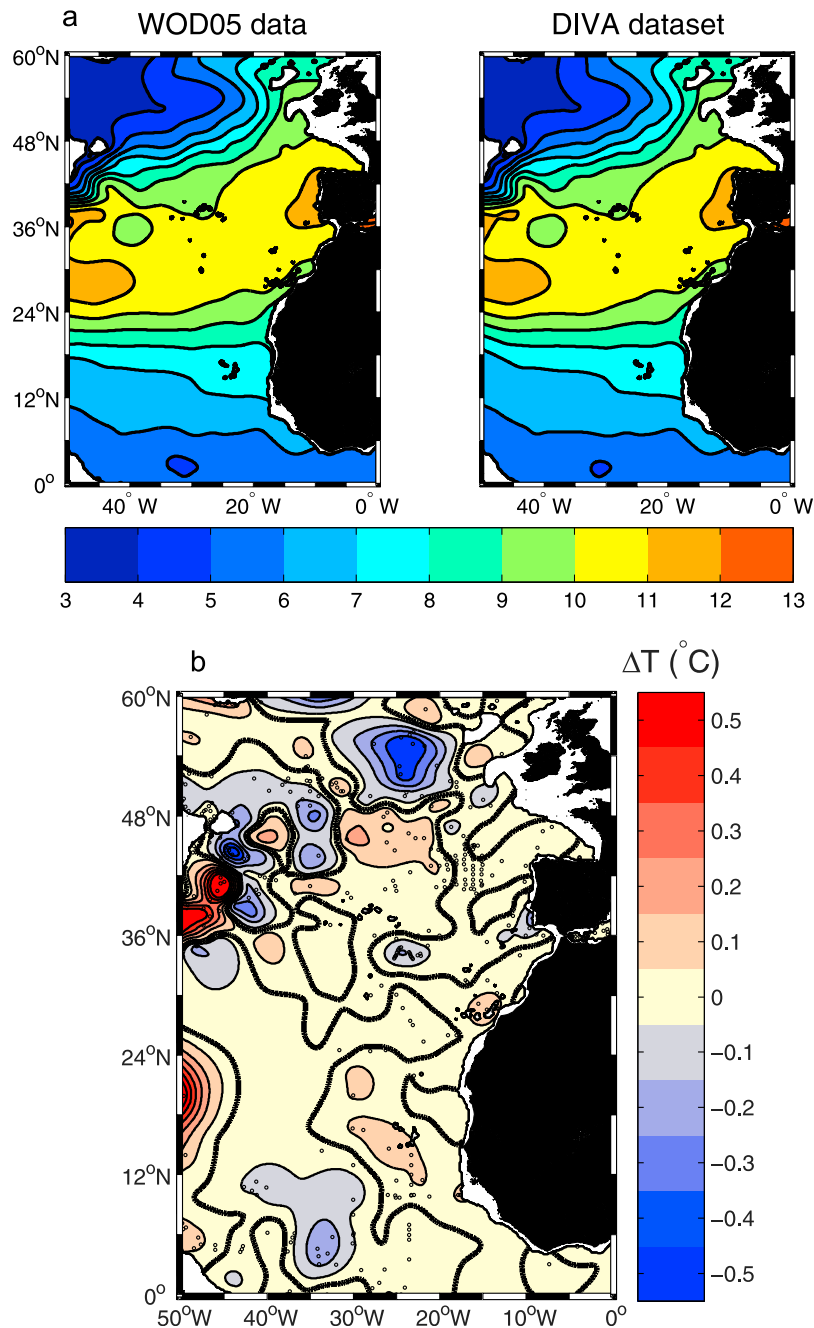 a
WOD05 data
DIVA dataset
60°N
48°N
36°N
24°N
12°N
0°
40° W
20° W
0° W
40° W
20° W
0° W
3 4 5 6 7 8 9 10 11 12 13
b
ΔT (°C)
60°N
48°N
36°N
24°N
12°N
0°
50°W 40°W 30°W 20°W 10°W 0°
0.5
0.4
0.3
0.2
0.1
0
−0.1
−0.2
−0.3
−0.4
−0.5